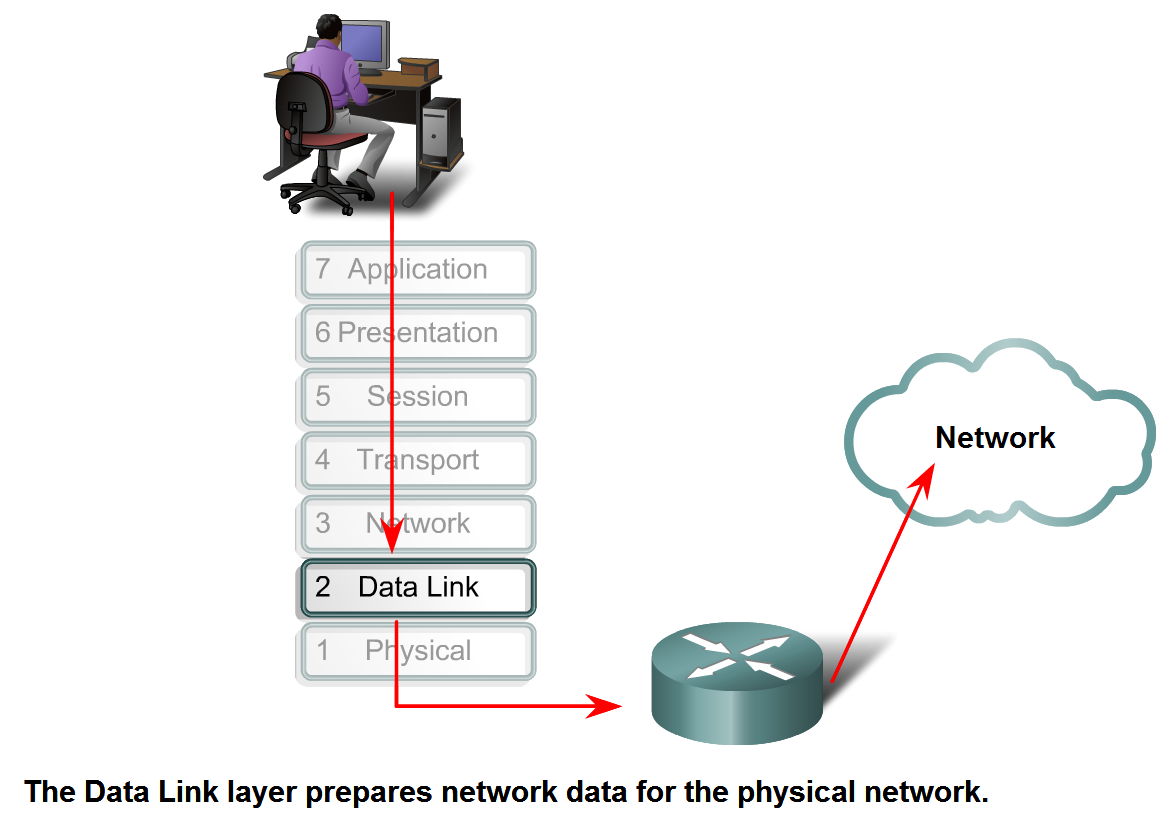 7 Application
6 Presentation
5 Session
4 Transport
3 Network
2 Data Link
1 Physical
Network
The Data Link layer prepares network data for the physical network.